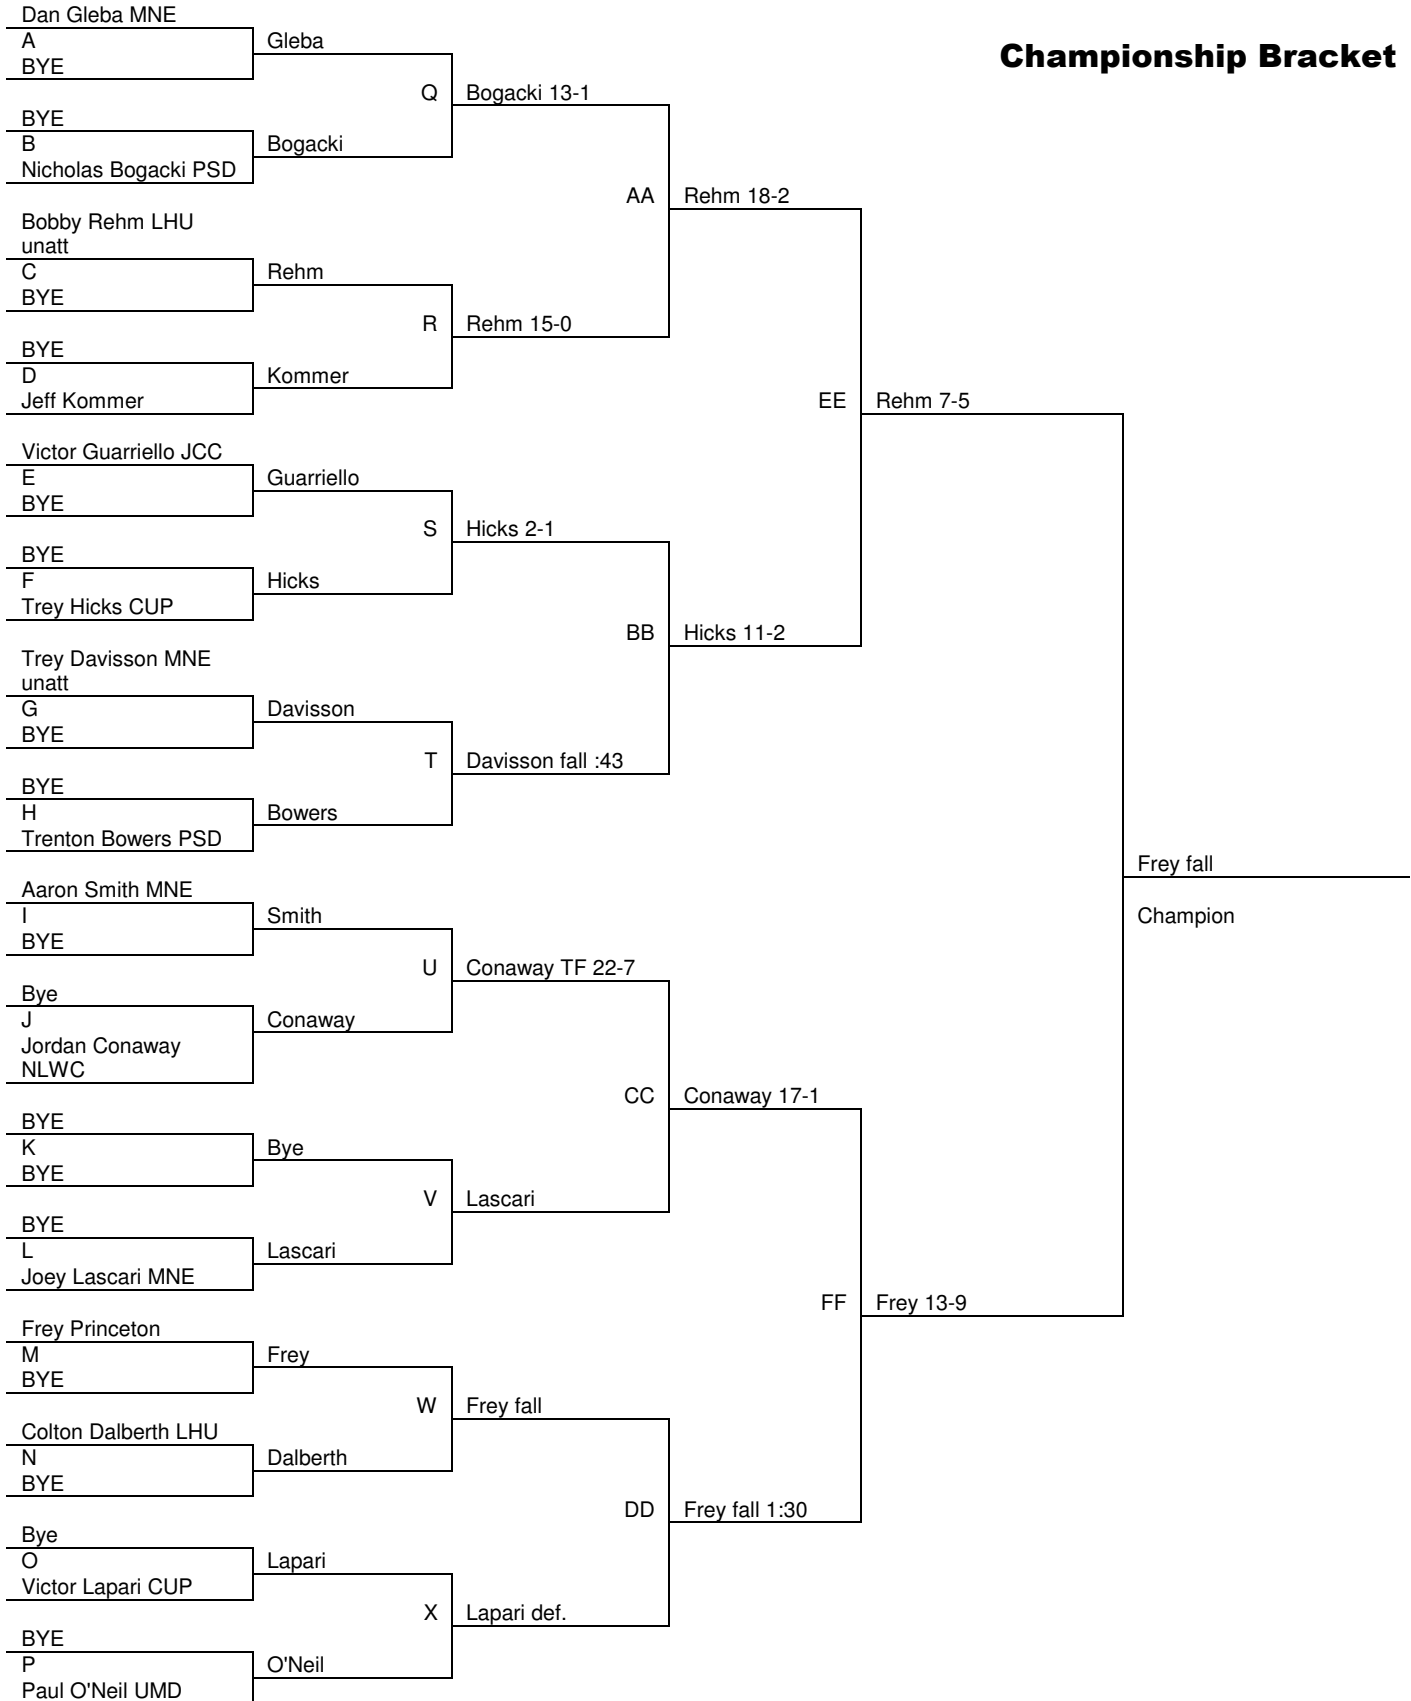 Championship Bracket
Dan Gleba MNE
A
BYE
Gleba
Q
Bogacki 13-1
BYE
B
Nicholas Bogacki PSD
Bogacki
AA
Rehm 18-2
Bobby Rehm LHU
unatt
C
BYE
Rehm
R
Rehm 15-0
BYE
D
Jeff Kommer
Kommer
EE
Rehm 7-5
Victor Guarriello JCC
E
BYE
Guarriello
S
Hicks 2-1
BYE
F
Trey Hicks CUP
Hicks
BB
Hicks 11-2
Trey Davisson MNE
unatt
G
BYE
Davisson
T
Davisson fall :43
BYE
H
Trenton Bowers PSD
Bowers
Frey fall
Champion
Aaron Smith MNE
I
BYE
Smith
U
Conaway TF 22-7
Bye
J
Jordan Conaway
NLWC
Conaway
CC
Conaway 17-1
BYE
K
BYE
Bye
V
Lascari
BYE
L
Joey Lascari MNE
Lascari
FF
Frey 13-9
Frey Princeton
M
BYE
Frey
W
Frey fall
Colton Dalberth LHU
N
BYE
Dalberth
DD
Frey fall 1:30
Bye
O
Victor Lapari CUP
Lapari
X
Lapari def.
BYE
P
Paul O'Neil UMD
O'Neil